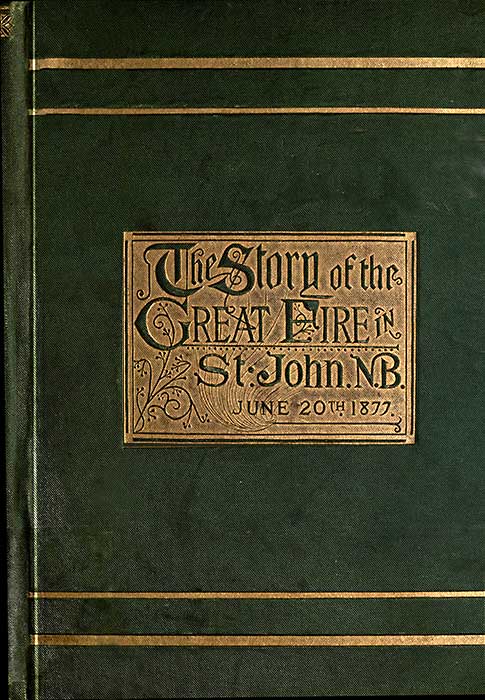 The Story of the
GREAT FIRE IN
St. John. N.B.
JUNE 20TH 1877.